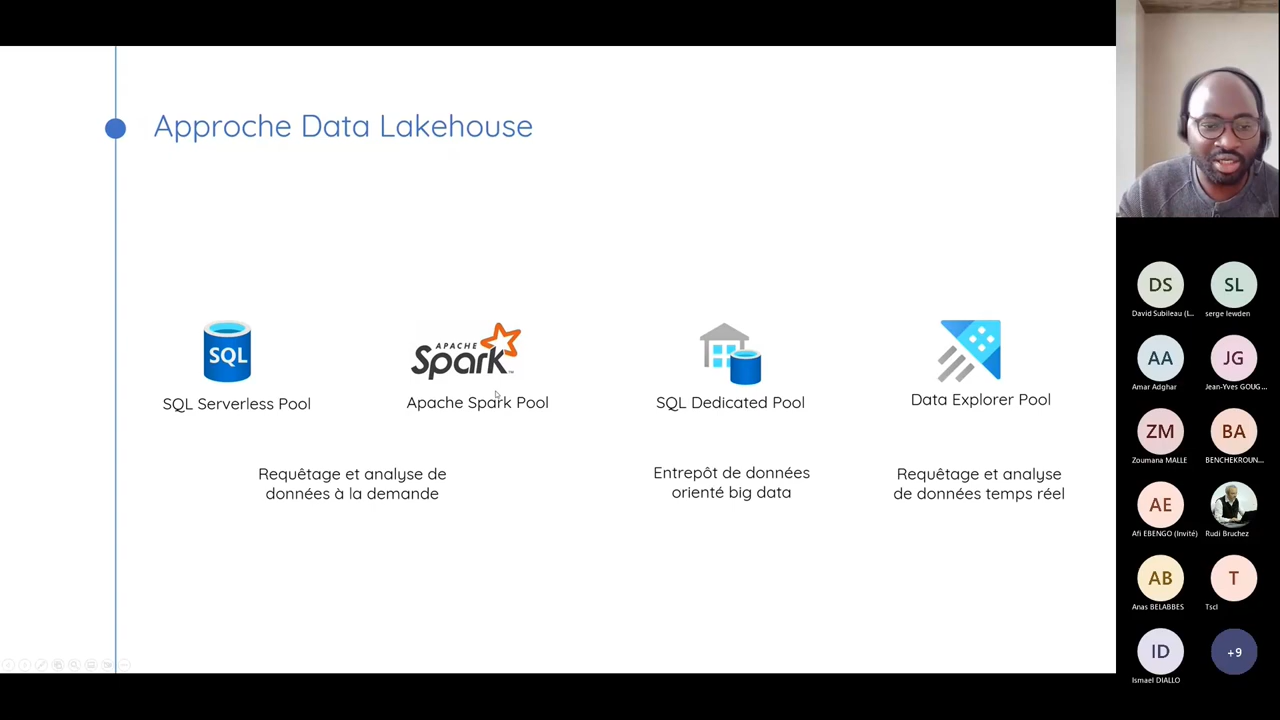 Approche Data Lakehouse
SQL
APACHE
Spark
TM
SQL Serverless Pool
Apache Spark Pool
SQL Dedicated Pool
Data Explorer Pool
Requêtage et analyse de
données à la demande
Entrepôt de données
orienté big data
Requêtage et analyse
de données temps réel
DS
SL
David Subileau (L...
serge lewden
AA
JG
Amar Adghar
Jean-Yves GOUG...
ZM
BA
Zoumana MALLE
BENCHEKROUN...
AE
Afi EBENGO (Invité)
Rudi Bruchez
AB
T
Anas BELABBES
Tscl
ID
+9
Ismael DIALLO